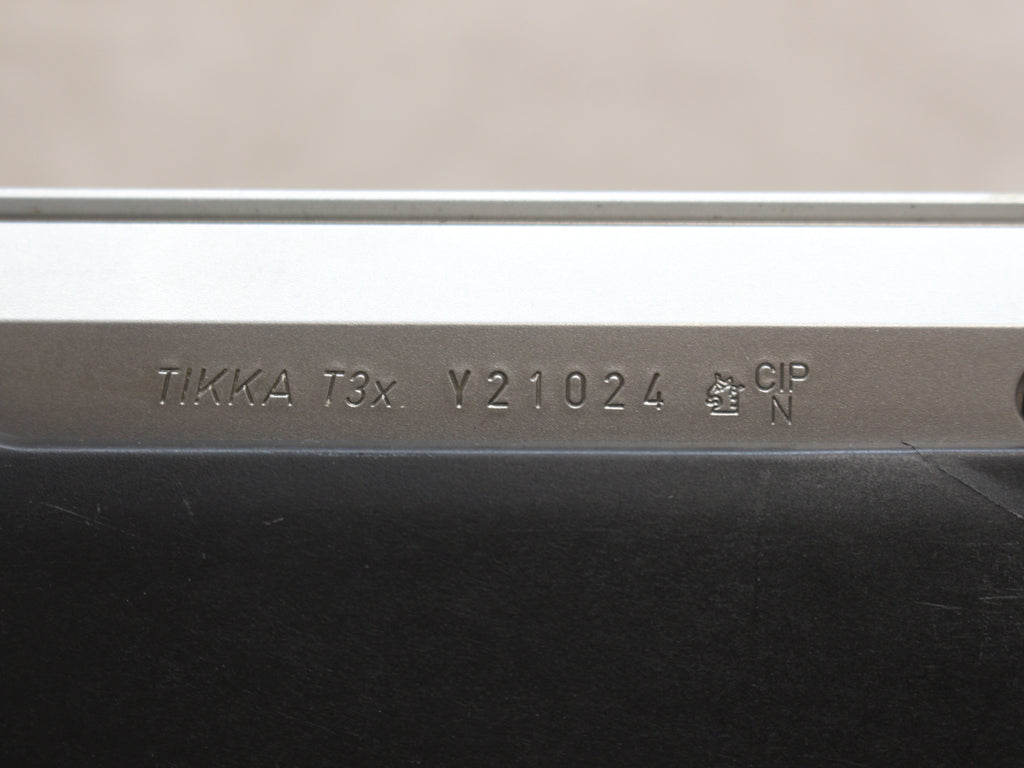 TIKKA T3x Y21024 CIP
N